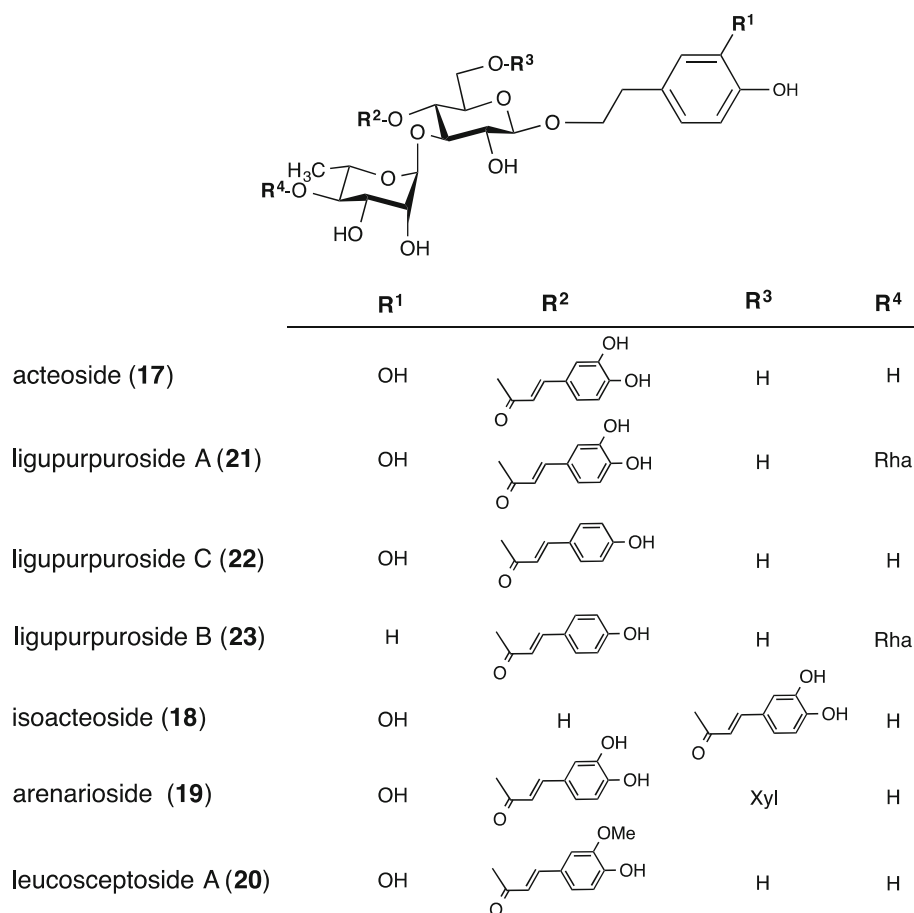 R¹
O-R³
OH
R²-O
O
O
O
OH
H₃C
O
R⁴-O
HO
OH
R¹ R² R³ R⁴
OH
acteoside (17) OH O OH H H
OH
ligupurpuroside A (21) OH O OH H Rha
ligupurpuroside C (22) OH O OH H H
ligupurpuroside B (23) H O OH H Rha
OH
isoacteoside (18) OH H O OH H
OH
arenarioside (19) OH O OH Xyl H
OMe
leucosceptoside A (20) OH O OH H H